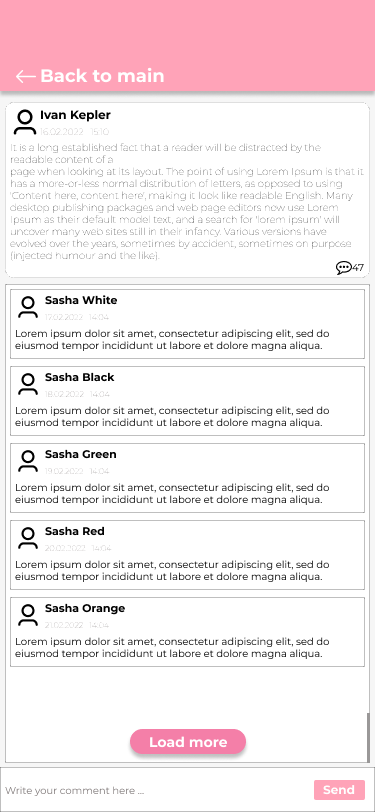 Back to main
Ivan Kepler
16.02.2022 15:10
It is a long established fact that a reader will be distracted by the
readable content of a
page when looking at its layout. The point of using Lorem Ipsum is that it
has a more-or-less normal distribution of letters, as opposed to using
'Content here, content here', making it look like readable English. Many
desktop publishing packages and web page editors now use Lorem
Ipsum as their default model text, and a search for 'lorem ipsum' will
uncover many web sites still in their infancy. Various versions have
evolved over the years, sometimes by accident, sometimes on purpose
(injected humour and the like).
47
Sasha White
17.02.2022 14:04
Lorem ipsum dolor sit amet, consectetur adipiscing elit, sed do
eiusmod tempor incididunt ut labore et dolore magna aliqua.
Sasha Black
18.02.2022 14:04
Lorem ipsum dolor sit amet, consectetur adipiscing elit, sed do
eiusmod tempor incididunt ut labore et dolore magna aliqua.
Sasha Green
19.02.2022 14:04
Lorem ipsum dolor sit amet, consectetur adipiscing elit, sed do
eiusmod tempor incididunt ut labore et dolore magna aliqua.
Sasha Red
20.02.2022 14:04
Lorem ipsum dolor sit amet, consectetur adipiscing elit, sed do
eiusmod tempor incididunt ut labore et dolore magna aliqua.
Sasha Orange
21.02.2022 14:04
Lorem ipsum dolor sit amet, consectetur adipiscing elit, sed do
eiusmod tempor incididunt ut labore et dolore magna aliqua.
Load more
Write your comment here ...
Send